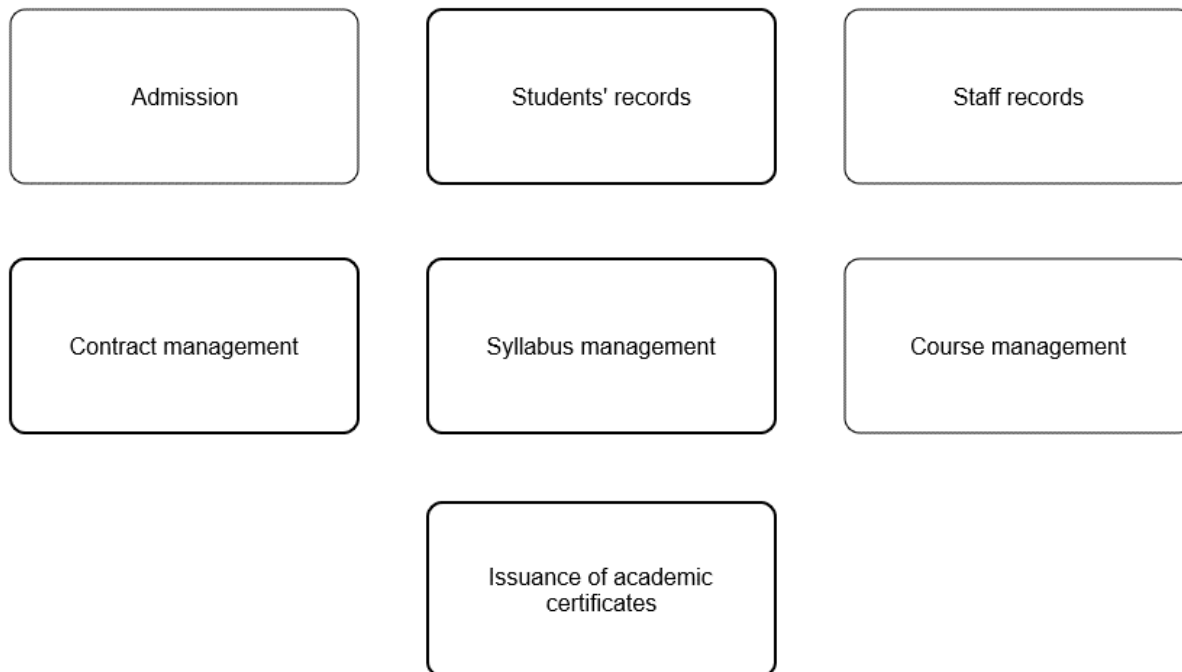 Admission
Students' records
Staff records
Contract management
Syllabus management
Course management
Issuance of academic
certificates